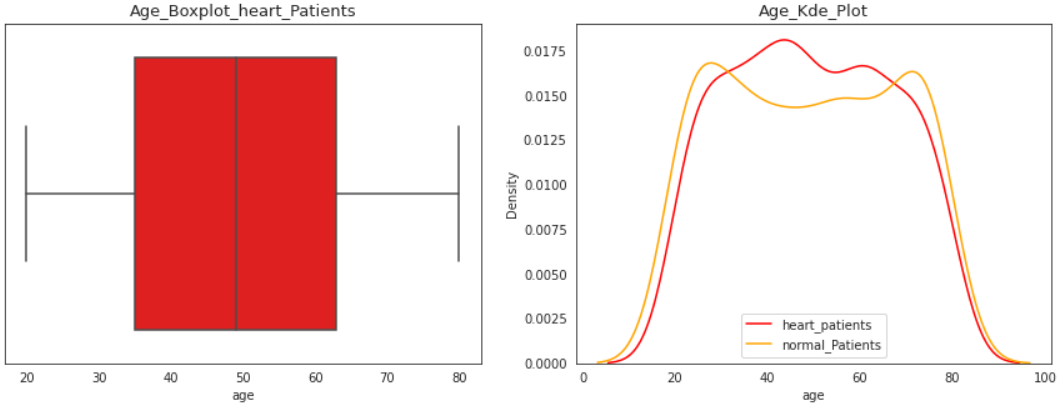 Age_Boxplot_heart_Patients
20 30 40 50 60 70 80
age
Age_Kde_Plot
Density
0.0175
0.0150
0.0125
0.0100
0.0075
0.0050
0.0025
0.0000
heart_patients
normal_Patients
0 20 40 60 80 100
age